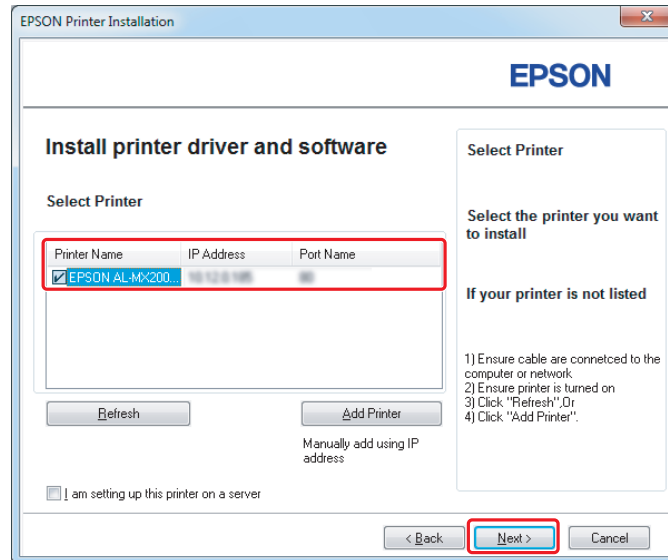 EPSON Printer Installation
EPSON
Install printer driver and software
Select Printer
Printer Name IP Address Port Name
EPSON AL-MX200...
Refresh
Add Printer
Manually add using IP
address
I am setting up this printer on a server
Select Printer
Select the printer you want
to install
If your printer is not listed
1) Ensure cable are connetced to the
computer or network
2) Ensure printer is turned on
3) Click "Refresh",Or
4) Click "Add Printer".
< Back
Next >
Cancel